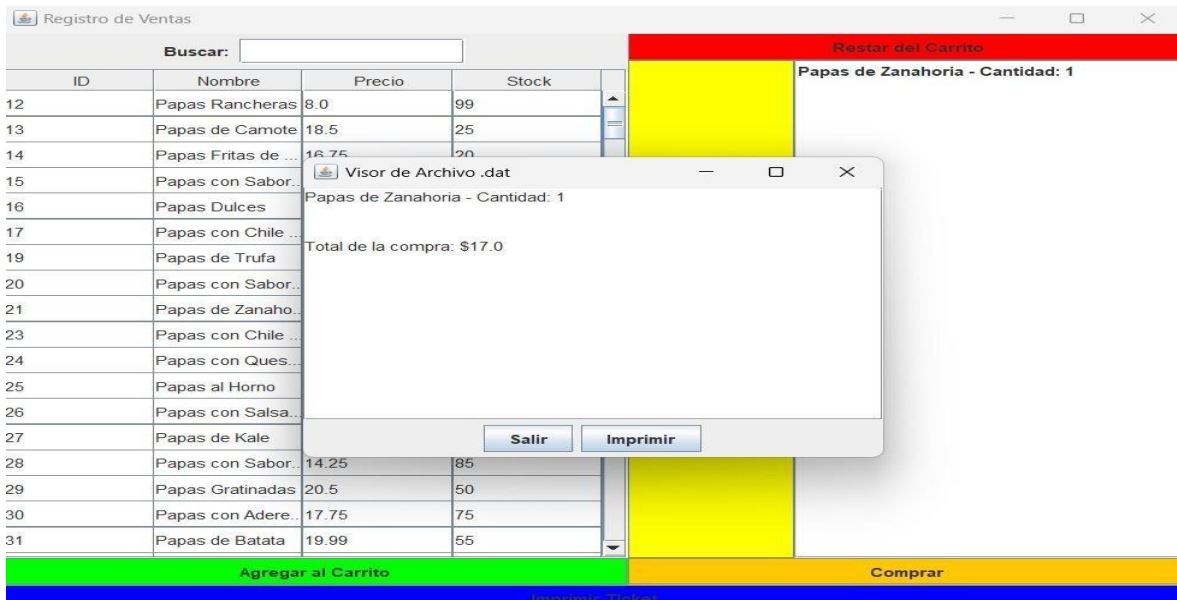 Registro de Ventas
Buscar:
Restar del Carrito
ID Nombre Precio Stock
Papas de Zanahoria - Cantidad: 1
12 Papas Rancheras 8.0 99
13 Papas de Camote 18.5 25
14 Papas Fritas de ... 16.75 20
Visor de Archivo .dat
15 Papas con Sabor..
Papas de Zanahoria - Cantidad: 1
16 Papas Dulces
17 Papas con Chile ..
Total de la compra: $17.0
19 Papas de Trufa
20 Papas con Sabor..
21 Papas de Zanaho..
23 Papas con Chile ..
24 Papas con Ques...
25 Papas al Horno
26 Papas con Salsa..
27 Papas de Kale
Salir Imprimir
28 Papas con Sabor.. 14.25 85
29 Papas Gratinadas 20.5 50
30 Papas con Adere.. 17.75 75
31 Papas de Batata 19.99 55
Agregar al Carrito Comprar
Imprimir Ticket